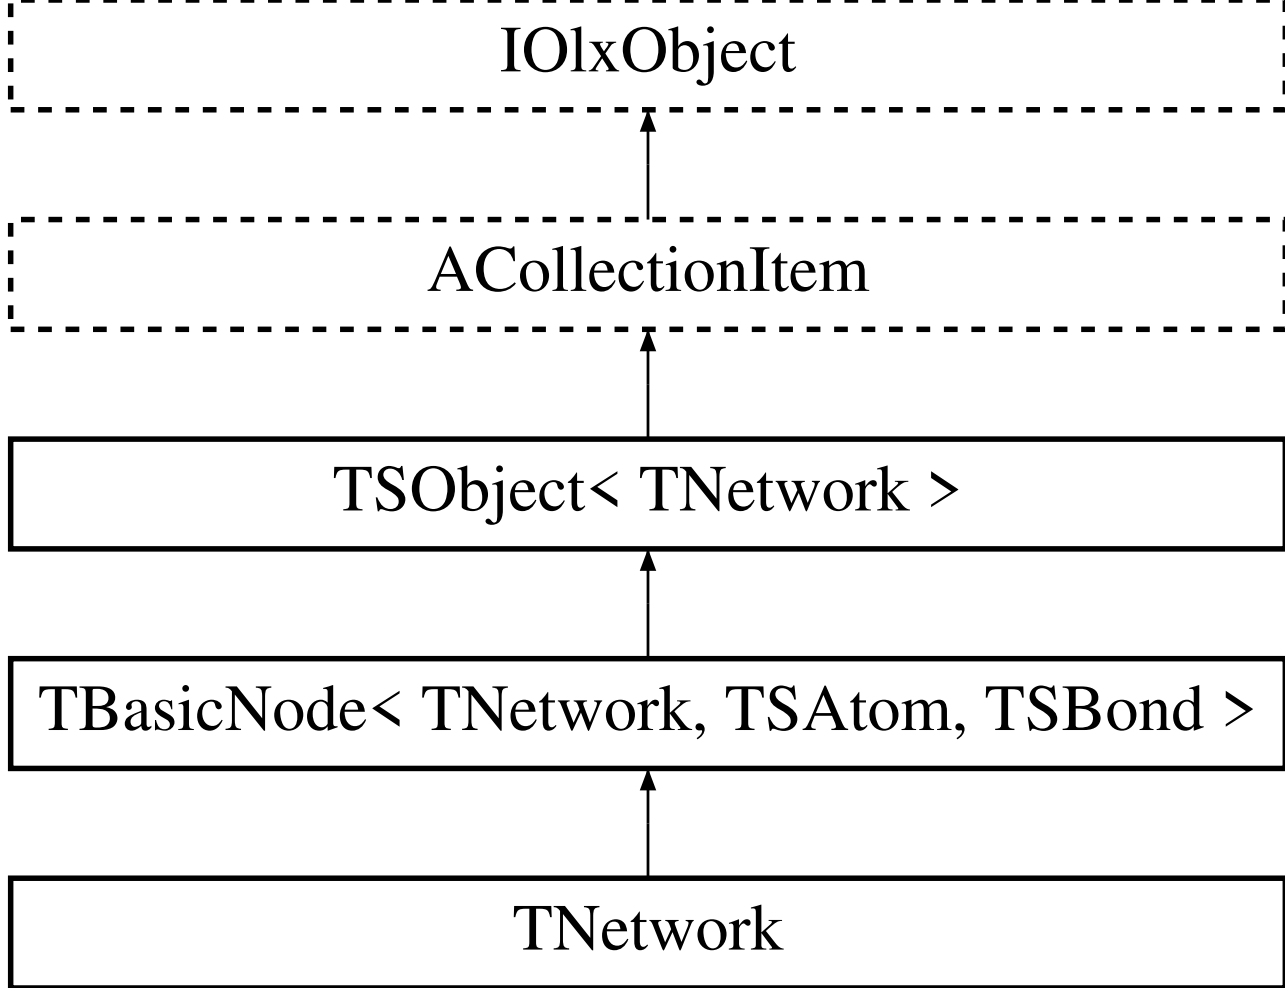 IOlxObject
ACollectionItem
TSObject< TNetwork >
TBasicNode< TNetwork, TSAtom, TSBond >
TNetwork